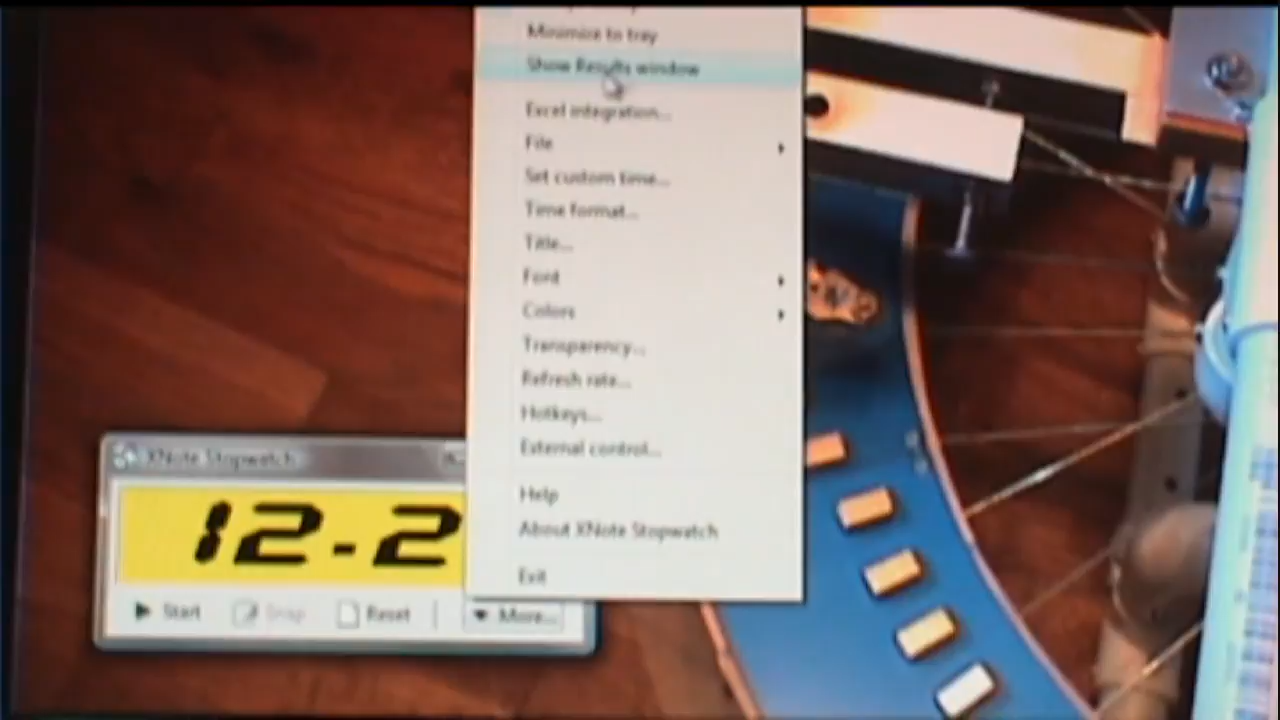 Minimize to tray
Show Results window
Excel integration...
File
Set custom time...
Time format...
Title...
Font
Colors
Transparency...
Refresh rate...
Hotkeys...
External control...
Help
About XNote Stopwatch
Exit
XNote Stopwatch
12-2
Start Snap Reset More...